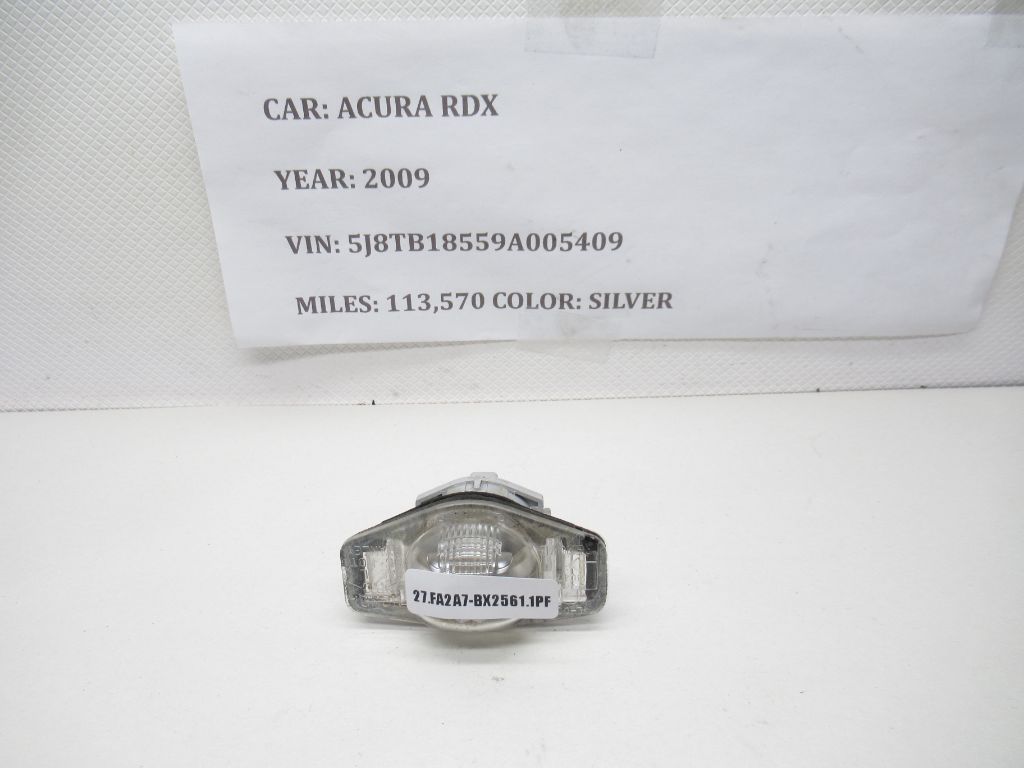 CAR: ACURA RDX
YEAR: 2009
VIN: 5J8TB18559A005409
MILES: 113,570 COLOR: SILVER
27.FA2A7-BX2561.1PF